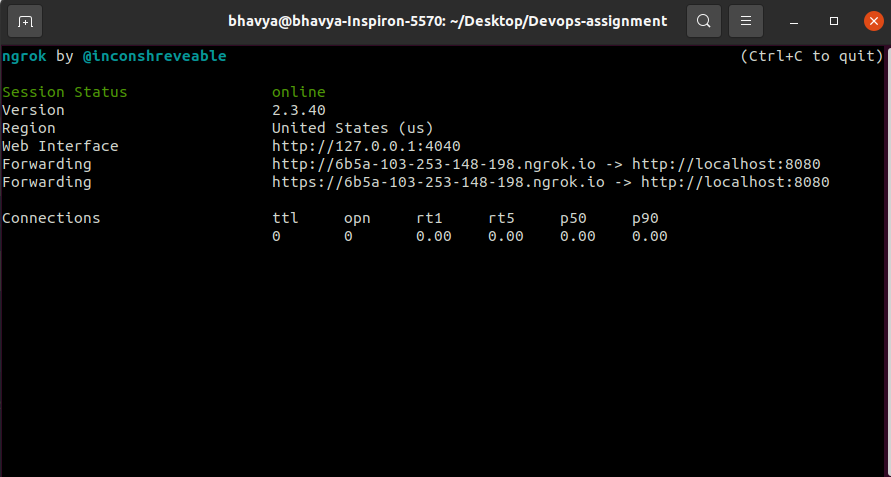 bhavya@bhavya-Inspiron-5570: ~/Desktop/Devops-assignment
ngrok by @inconshreveable (Ctrl+C to quit)
Session Status online
Version 2.3.40
Region United States (us)
Web Interface http://127.0.0.1:4040
Forwarding http://6b5a-103-253-148-198.ngrok.io -> http://localhost:8080
Forwarding https://6b5a-103-253-148-198.ngrok.io -> http://localhost:8080
Connections ttl opn rt1 rt5 p50 p90
0 0 0.00 0.00 0.00 0.00